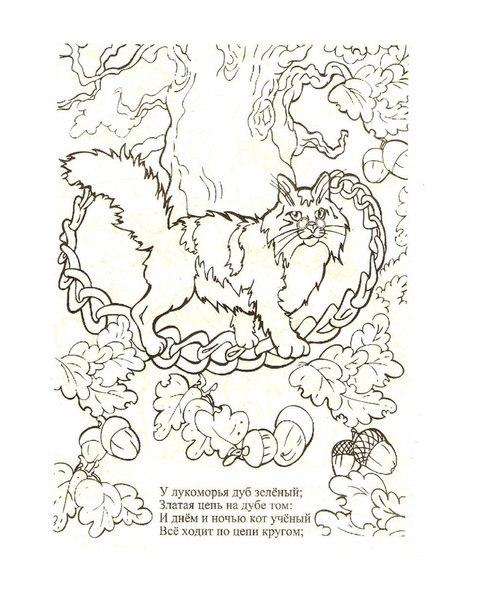 У лукоморья дуб зелёный;
Златая цепь на дубе том:
И днём и ночью кот учёный
Всё ходит по цепи кругом;